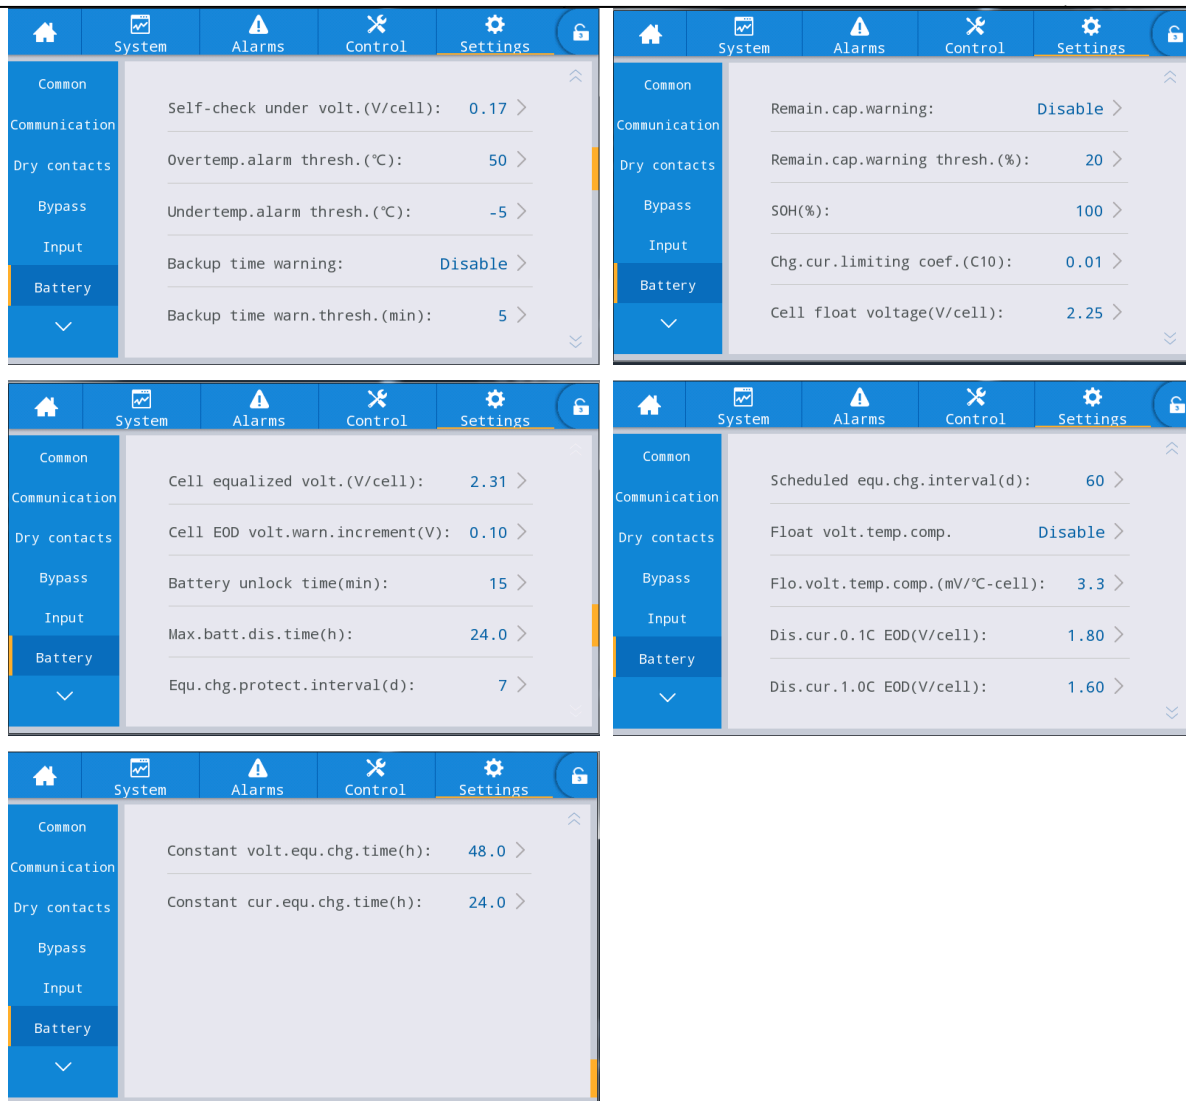 System Alarms Control Settings
Common
Communication
Dry contacts
Bypass
Input
Battery
Self-check under volt.(V/cell): 0.17
Overtemp.alarm thresh.(℃): 50
Undertemp.alarm thresh.(℃): -5
Backup time warning: Disable
Backup time warn.thresh.(min): 5
System Alarms Control Settings
Common
Communication
Dry contacts
Bypass
Input
Battery
Remain.cap.warning: Disable
Remain.cap.warning thresh.(%): 20
SOH(%): 100
Chg.cur.limiting coef.(C10): 0.01
Cell float voltage(V/cell): 2.25
System Alarms Control Settings
Common
Communication
Dry contacts
Bypass
Input
Battery
Cell equalized volt.(V/cell): 2.31
Cell EOD volt.warn.increment(V): 0.10
Battery unlock time(min): 15
Max.batt.dis.time(h): 24.0
Equ.chg.protect.interval(d): 7
System Alarms Control Settings
Common
Communication
Dry contacts
Bypass
Input
Battery
Scheduled equ.chg.interval(d): 60
Float volt.temp.comp. Disable
Flo.volt.temp.comp.(mV/℃-cell): 3.3
Dis.cur.0.1C EOD(V/cell): 1.80
Dis.cur.1.0C EOD(V/cell): 1.60
System Alarms Control Settings
Common
Communication
Dry contacts
Bypass
Input
Battery
Constant volt.equ.chg.time(h): 48.0
Constant cur.equ.chg.time(h): 24.0